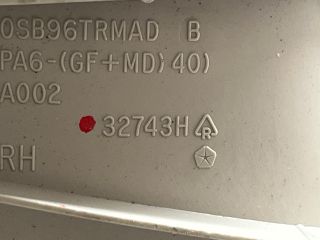 0SB96TRMAD B
PA6-(GF+MD)40)
A002
32743H R
RH